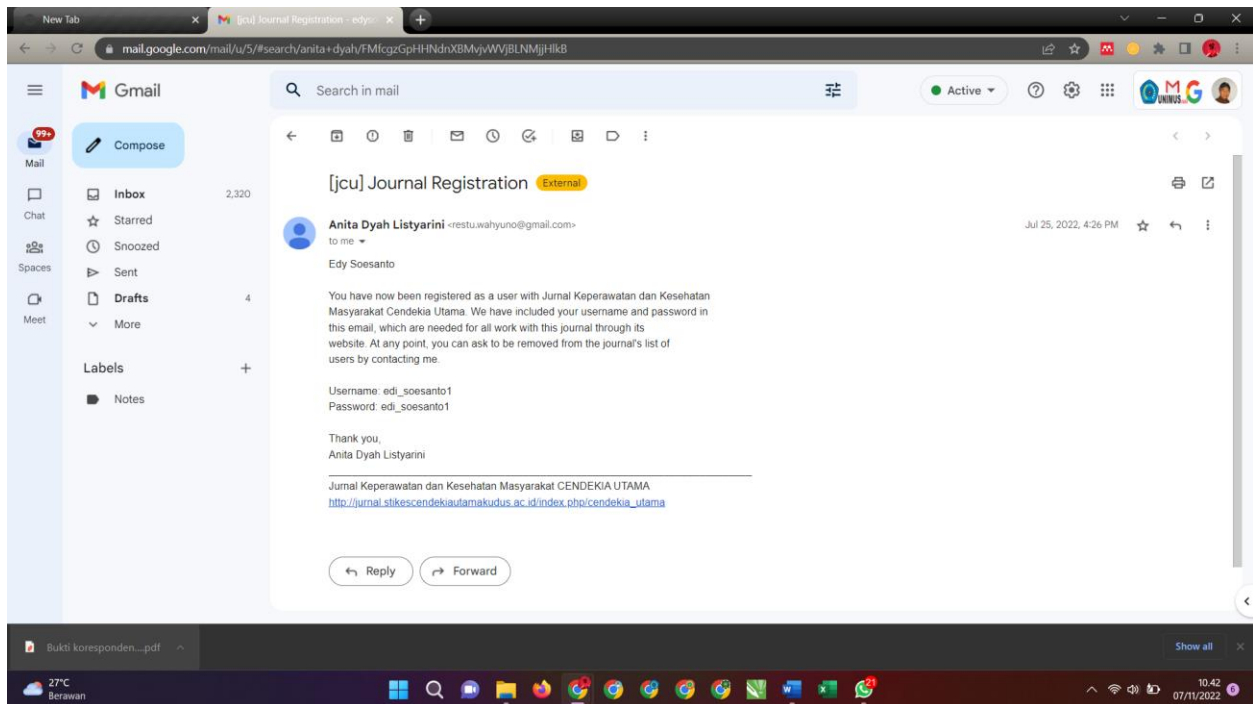 New Tab
[jcu] Journal Registration - edyso
mail.google.com/mail/u/5/#search/anita+dyah/FMfcgzGpHHNdnXBMvjvWVjBLNMjjHlkB
Gmail
Search in mail
Active
UNINUS
99+
Mail
Chat
Spaces
Meet
Compose
Inbox 2,320
Starred
Snoozed
Sent
Drafts 4
More
Labels
Notes
[jcu] Journal Registration External
Anita Dyah Listyarini <restu.wahyuno@gmail.com> Jul 25, 2022, 4:26 PM
to me
Edy Soesanto
You have now been registered as a user with Jurnal Keperawatan dan Kesehatan
Masyarakat Cendekia Utama. We have included your username and password in
this email, which are needed for all work with this journal through its
website. At any point, you can ask to be removed from the journal's list of
users by contacting me.
Username: edi_soesanto1
Password: edi_soesanto1
Thank you,
Anita Dyah Listyarini
Jurnal Keperawatan dan Kesehatan Masyarakat CENDEKIA UTAMA
http://jurnal.stikescendekiautamakudus.ac.id/index.php/cendekia_utama
Reply Forward
Bukti koresponden....pdf
Show all
27°C
Berawan
21
10.42
07/11/2022
6